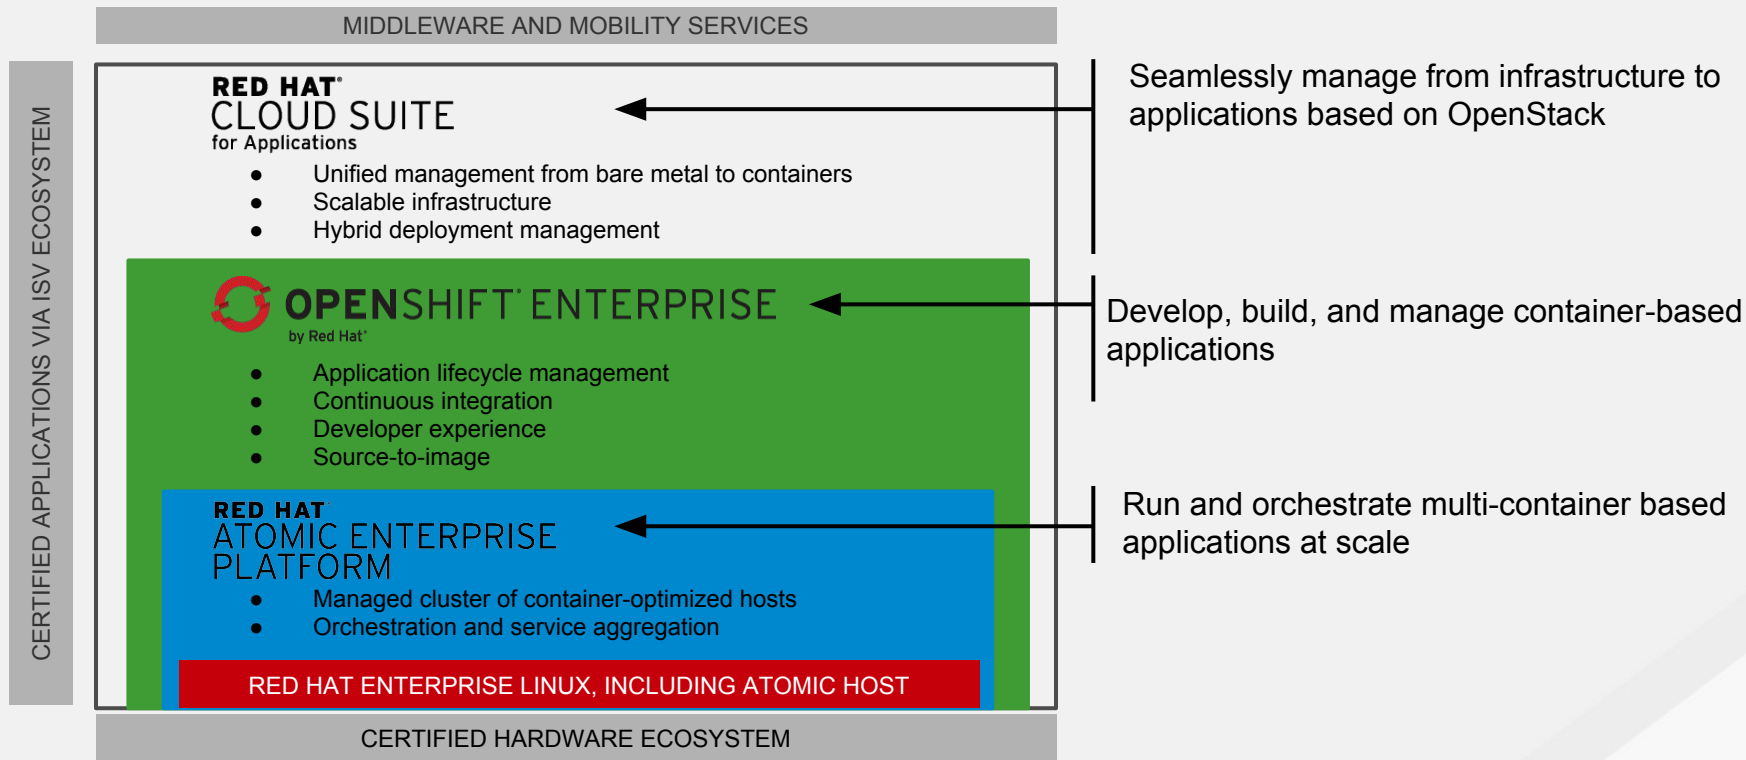 MIDDLEWARE AND MOBILITY SERVICES
CERTIFIED APPLICATIONS VIA ISV ECOSYSTEM
RED HAT®
CLOUD SUITE
for Applications
● Unified management from bare metal to containers
● Scalable infrastructure
● Hybrid deployment management
Seamlessly manage from infrastructure to
applications based on OpenStack
OPENSHIFT® ENTERPRISE
by Red Hat®
● Application lifecycle management
● Continuous integration
● Developer experience
● Source-to-image
Develop, build, and manage container-based
applications
RED HAT®
ATOMIC ENTERPRISE
PLATFORM
● Managed cluster of container-optimized hosts
● Orchestration and service aggregation
Run and orchestrate multi-container based
applications at scale
RED HAT ENTERPRISE LINUX, INCLUDING ATOMIC HOST
CERTIFIED HARDWARE ECOSYSTEM